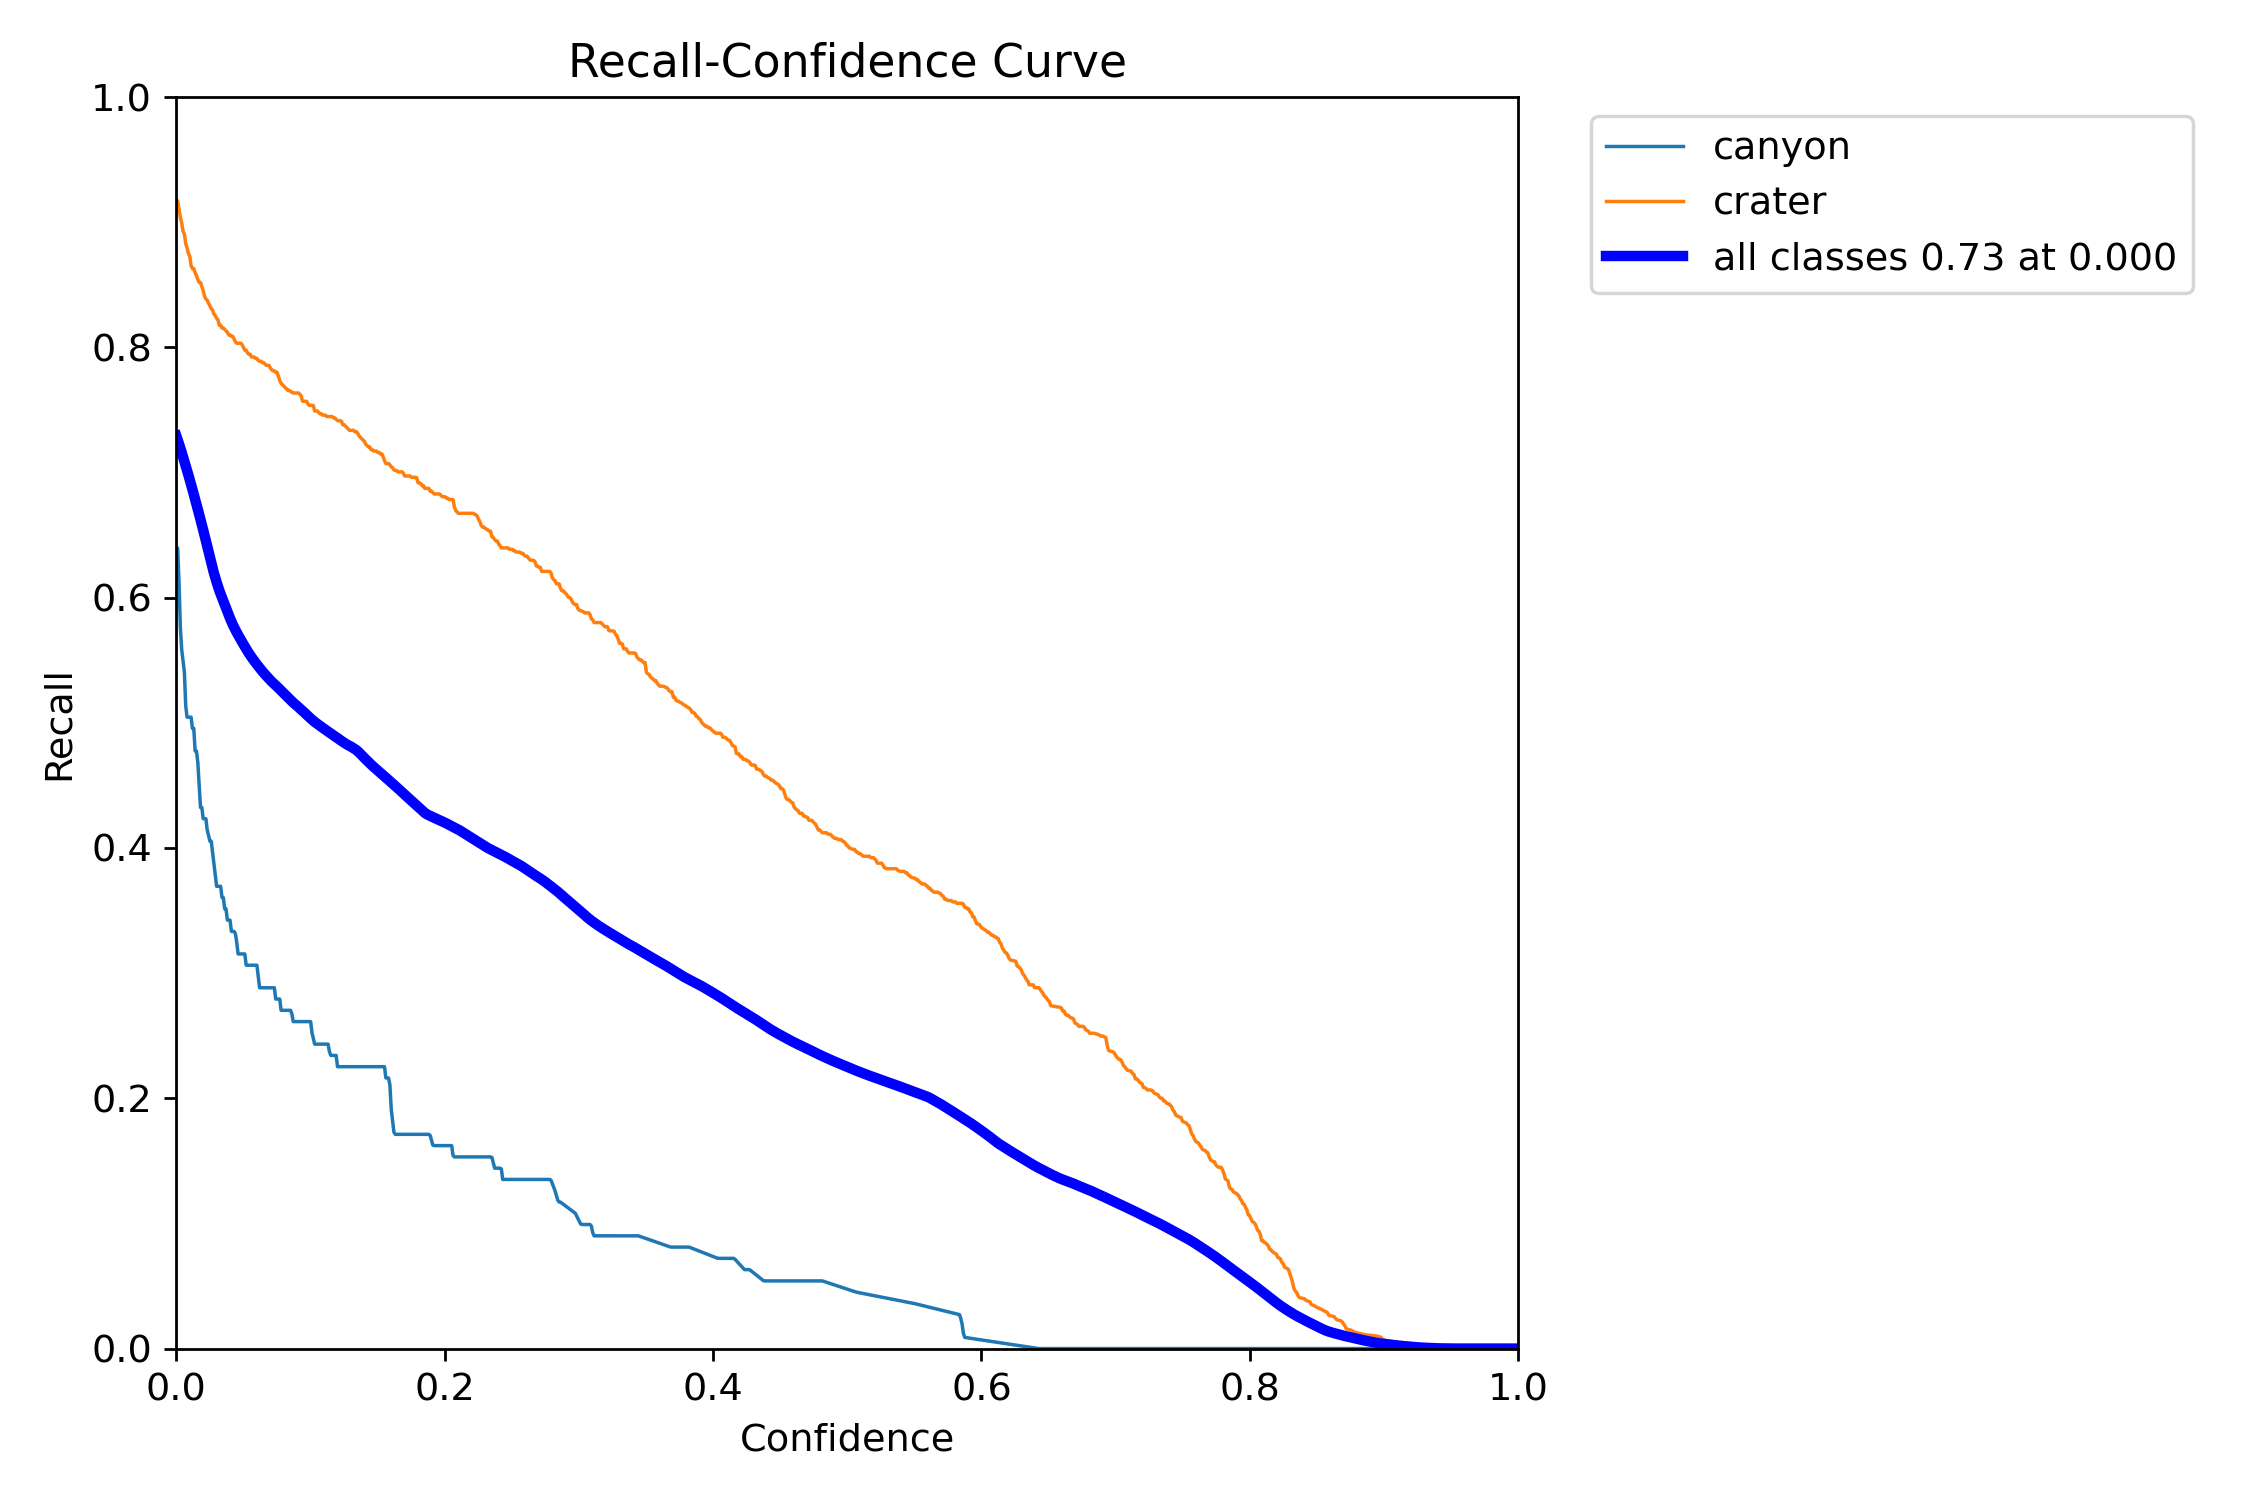 Recall-Confidence Curve
1.0
0.8
0.6
0.4
0.2
0.0
Recall
0.0 0.2 0.4 0.6 0.8 1.0
Confidence
canyon
crater
all classes 0.73 at 0.000